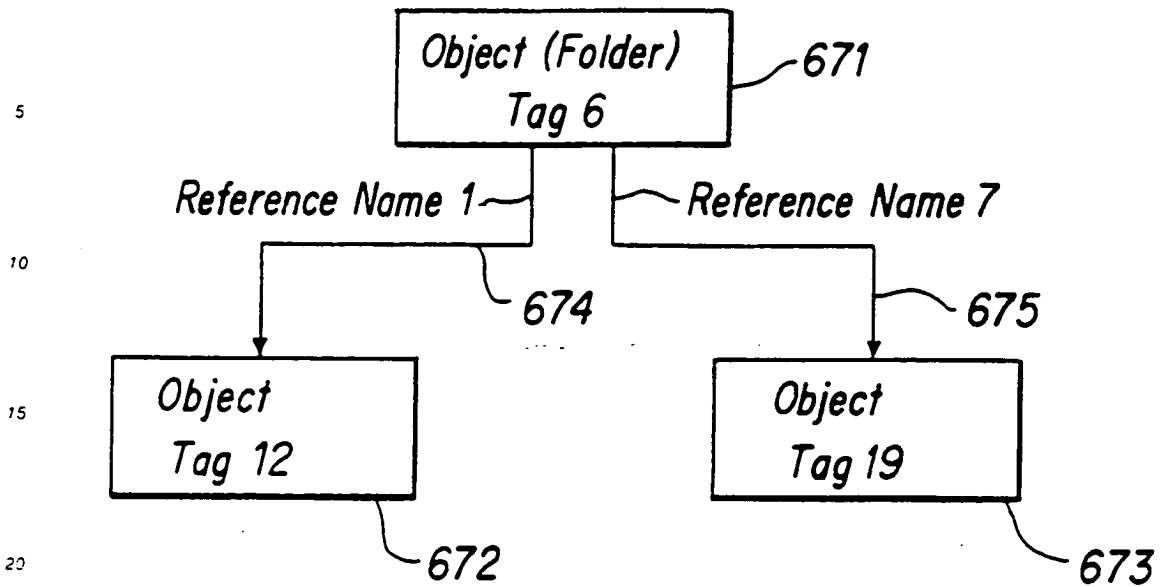 Object (Folder)
Tag 6
671
5
Reference Name 1
Reference Name 7
10
674
675
Object
Tag 12
Object
Tag 19
15
672
673
20